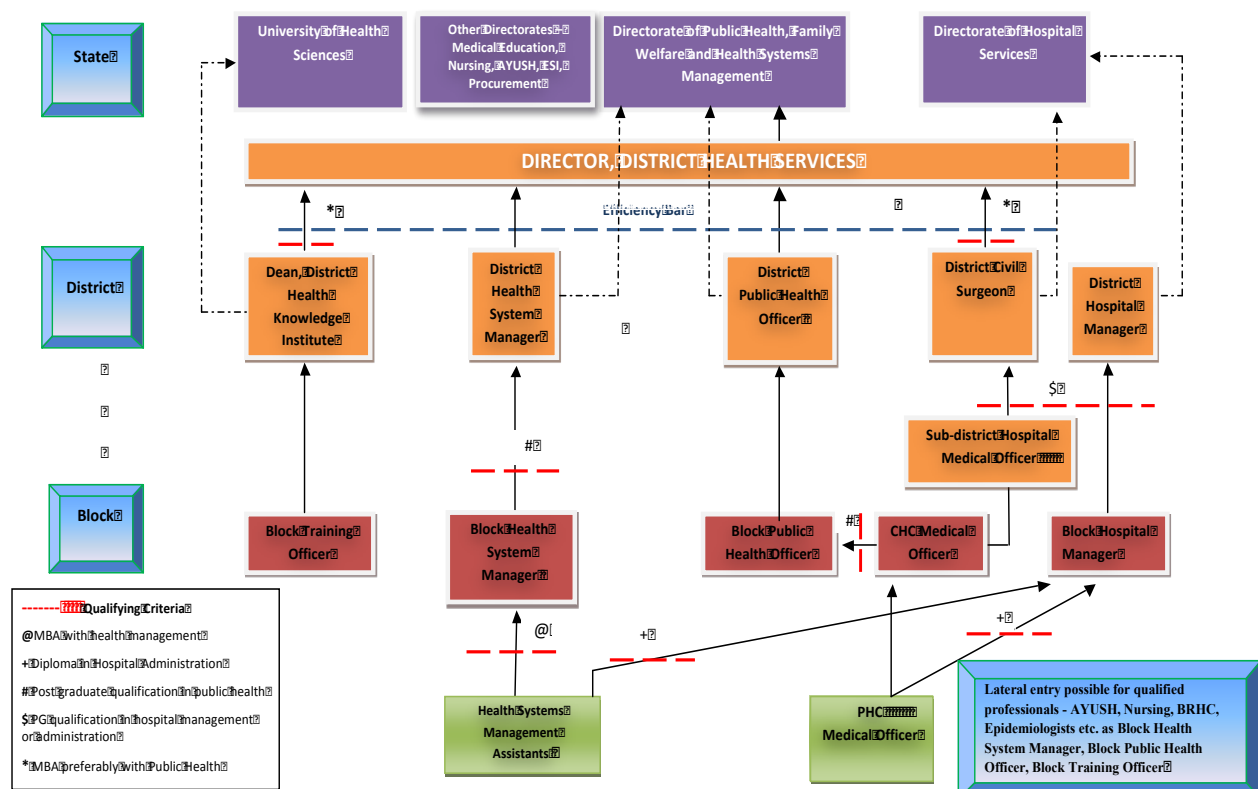 State
University of Health
Sciences
Other Directorates –
Medical Education,
Nursing, AYUSH, ESI,
Procurement
Directorate of Public Health, Family
Welfare and Health Systems
Management
Directorate of Hospital
Services
DIRECTOR, DISTRICT HEALTH SERVICES
*
Efficiency Bar
*
District
Dean, District
Health
Knowledge
Institute
District
Health
System
Manager
District
Public Health
Officer
District Civil
Surgeon
District
Hospital
Manager
$
Sub-district Hospital
Medical Officer
#
Block
Block Training
Officer
Block Health
System
Manager
Block Public
Health Officer
#
CHC Medical
Officer
Block Hospital
Manager
@
+
+
Health Systems
Management
Assistants
PHC
Medical Officer
------- Qualifying Criteria
@MBA with health management
+ Diploma in Hospital Administration
# Post graduate qualification in public health
$ PG qualification in hospital management
or administration
* MBA preferably with Public Health
Lateral entry possible for qualified
professionals - AYUSH, Nursing, BRHC,
Epidemiologists etc. as Block Health
System Manager, Block Public Health
Officer, Block Training Officer